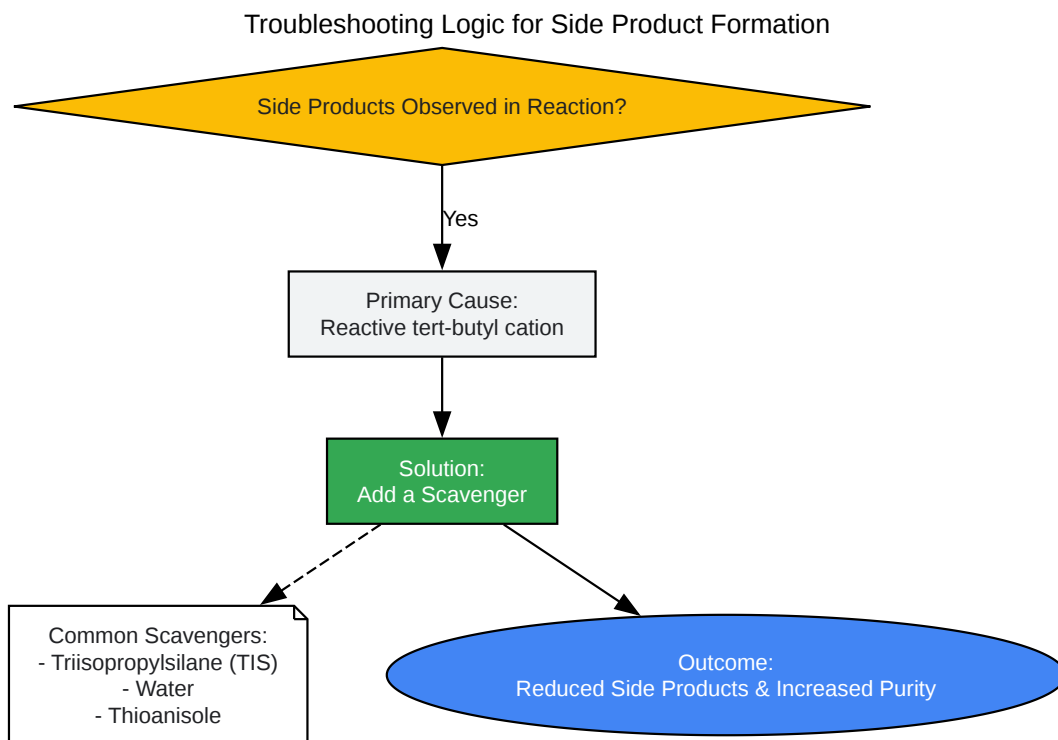 Troubleshooting Logic for Side Product Formation
Side Products Observed in Reaction?
Yes
Primary Cause:
Reactive tert-butyl cation
Solution:
Add a Scavenger
Common Scavengers:
- Triisopropylsilane (TIS)
- Water
- Thioanisole
Outcome:
Reduced Side Products & Increased Purity